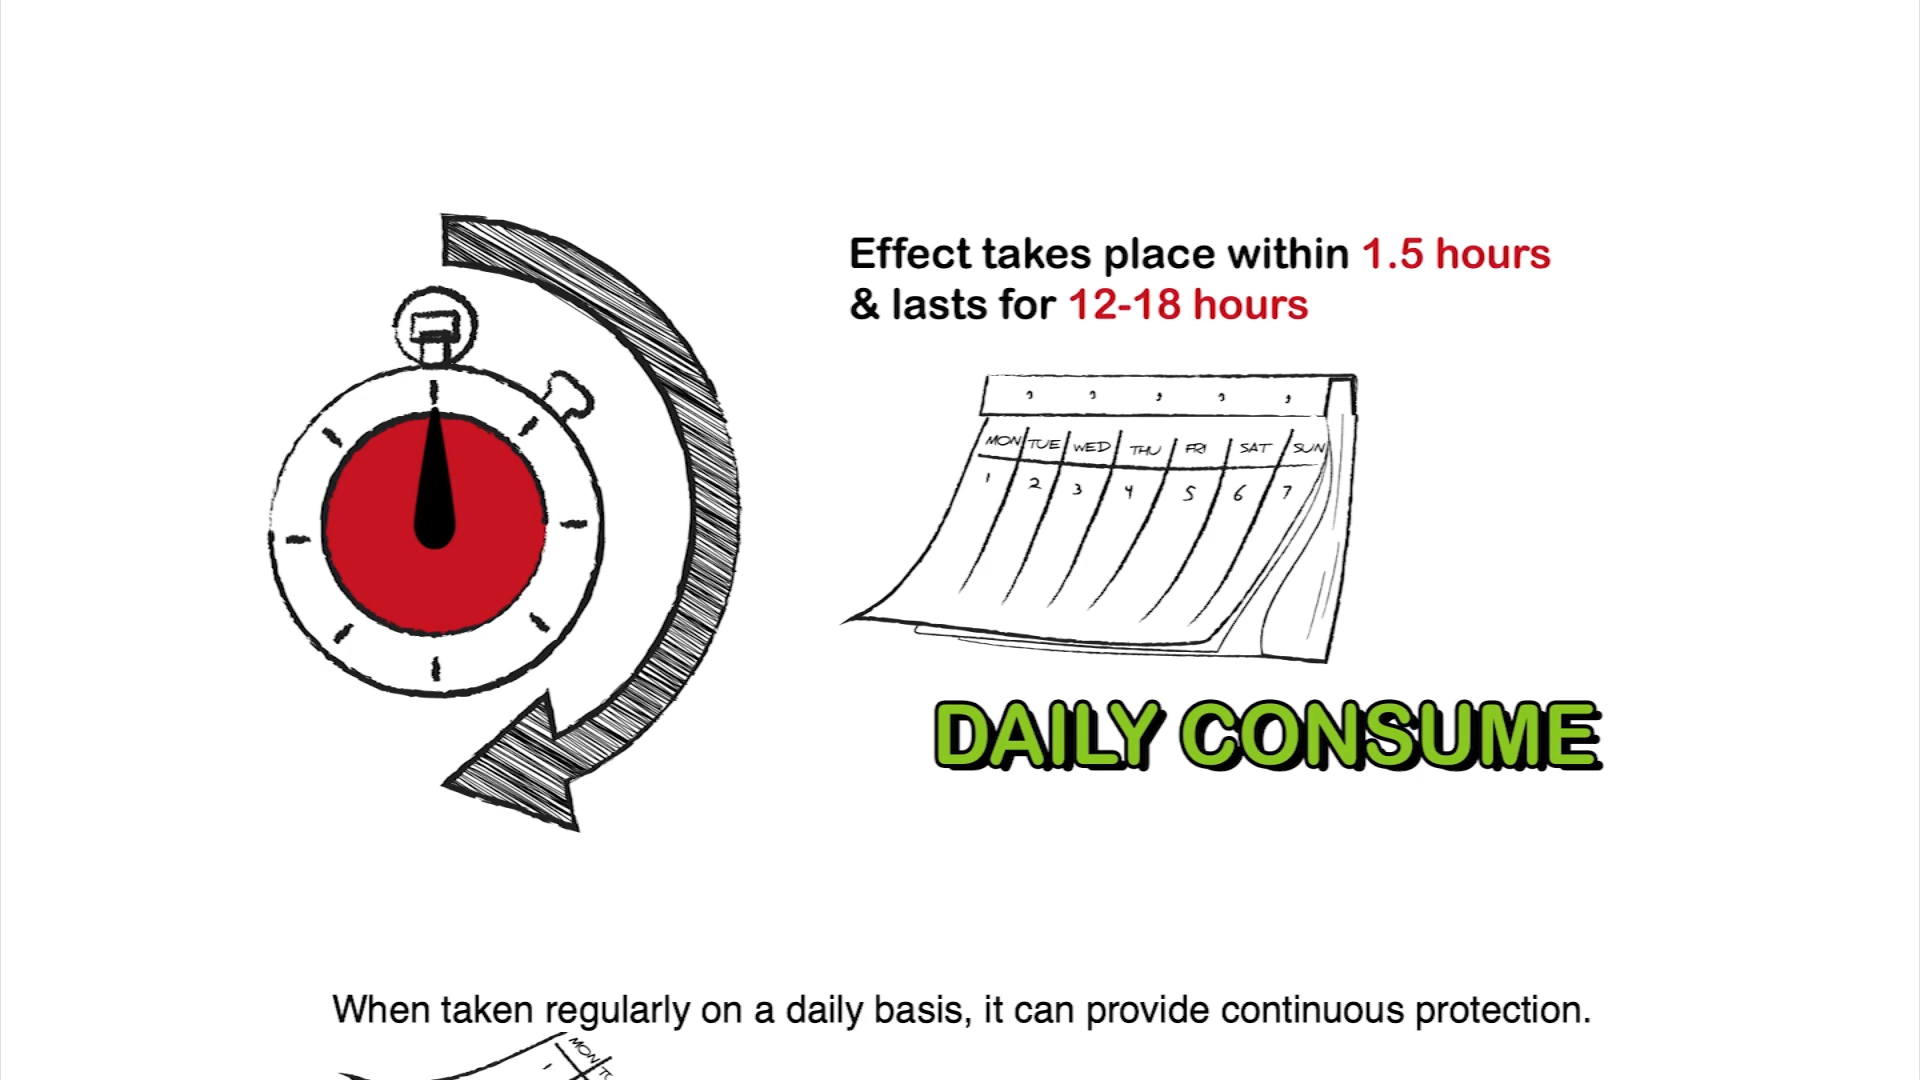 Effect takes place within 1.5 hours
& lasts for 12-18 hours
MON TUE WED THU FRI SAT SUN
1 2 3 4 5 6 7
DAILY CONSUME
When taken regularly on a daily basis, it can provide continuous protection.
MON
1